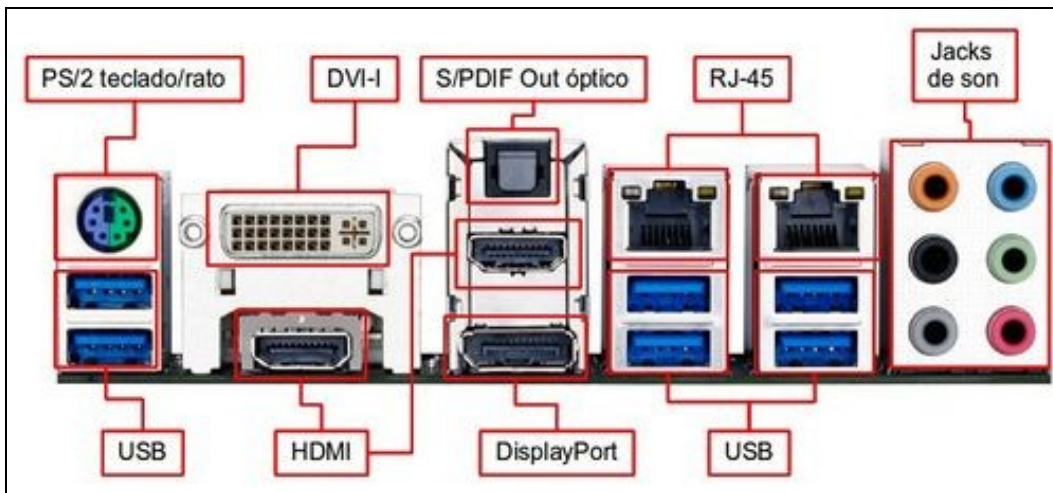 PS/2 teclado/rato
DVI-I
S/PDIF Out óptico
RJ-45
Jacks
de son
USB
HDMI
DisplayPort
USB